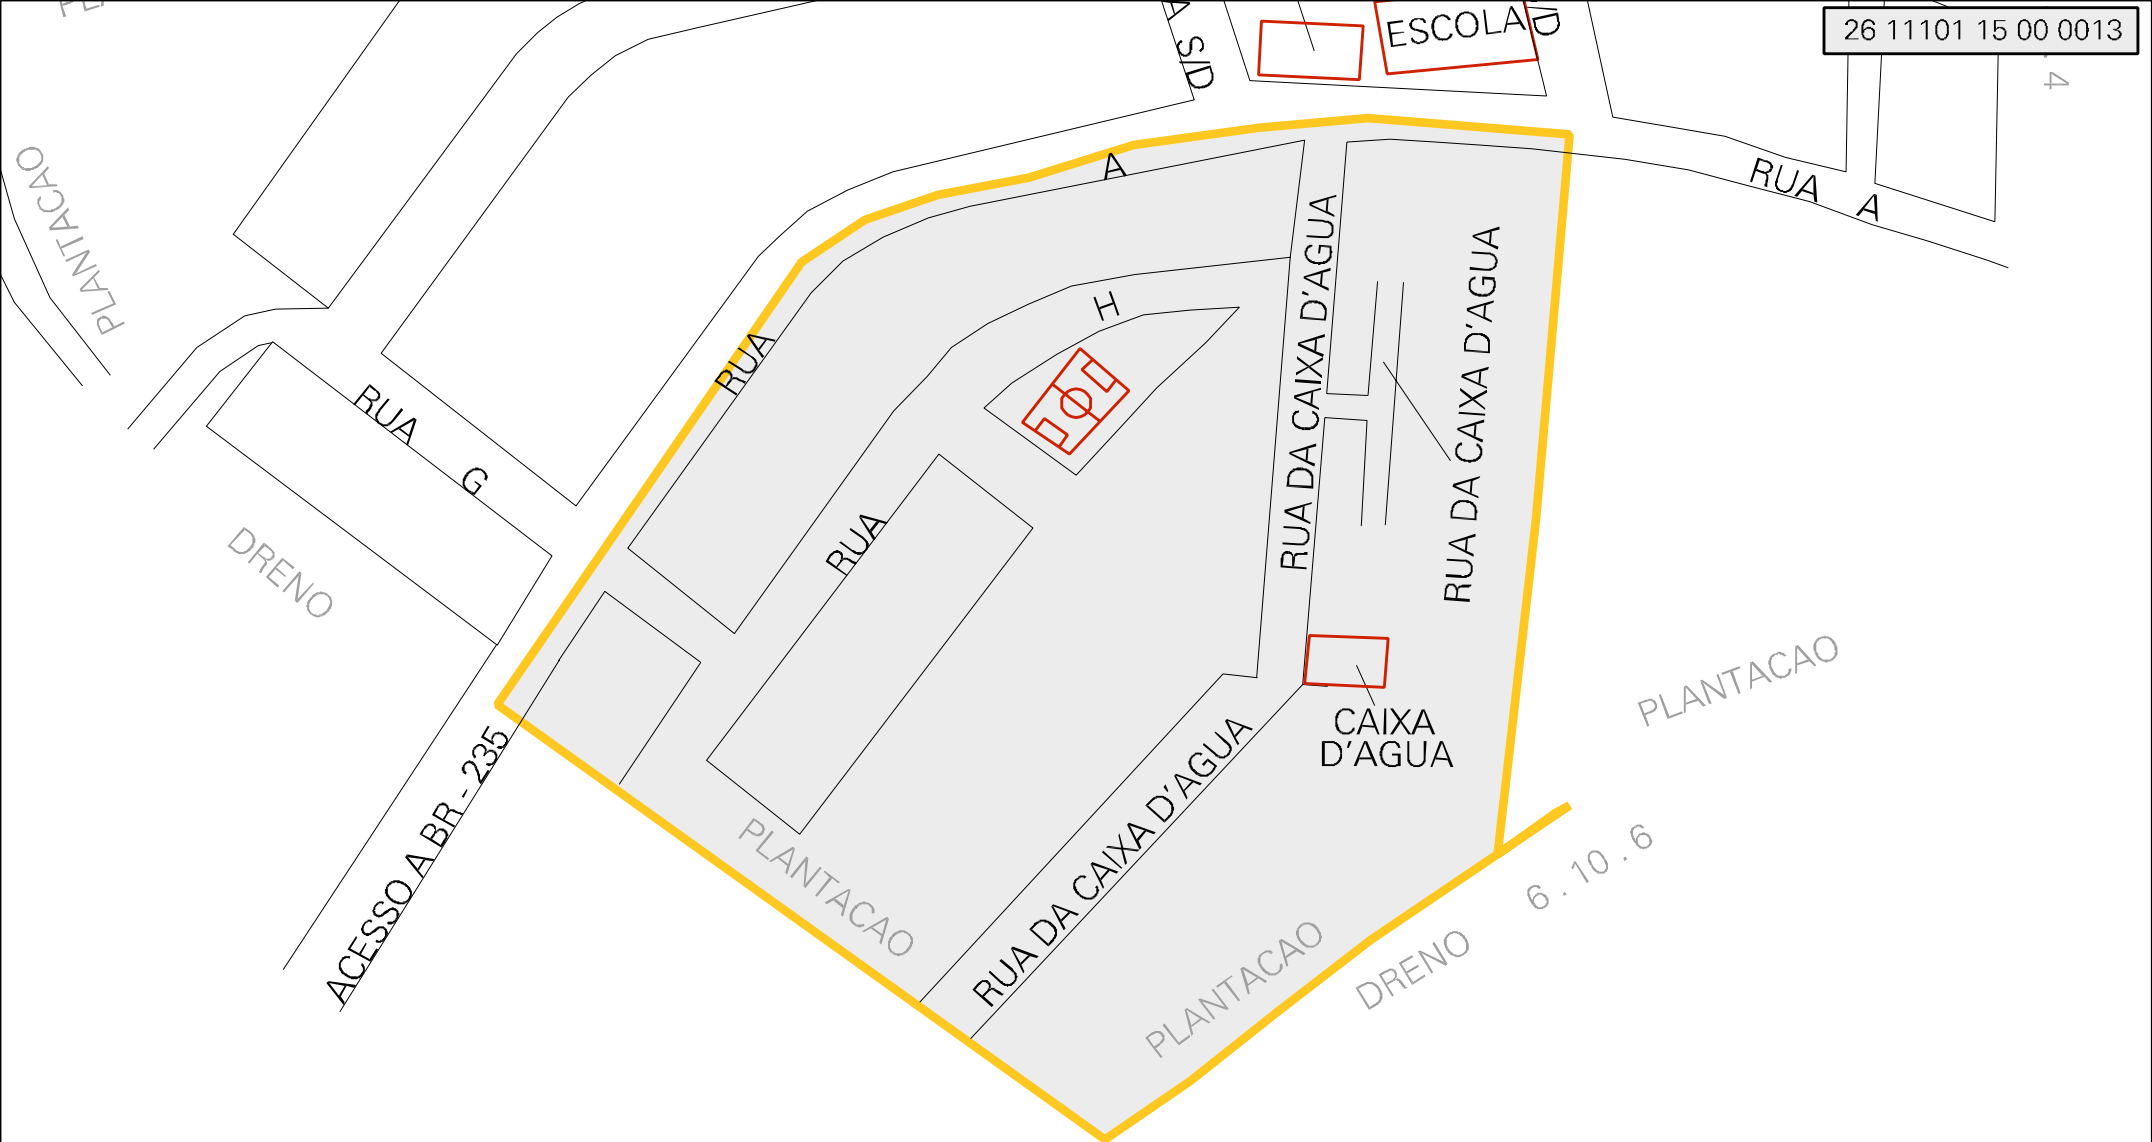 26 11101 15 00 0013
ESCOLA
A S/D
/D
4
PLANTACAO
RUA A
A
RUA
H
RUA
RUA G
DRENO
RUA DA CAIXA D'AGUA
RUA DA CAIXA D'AGUA
CAIXA
D'AGUA
PLANTACAO
ACESSO A BR - 235
RUA DA CAIXA D'AGUA
PLANTACAO
PLANTACAO
DRENO
6 . 10 . 6